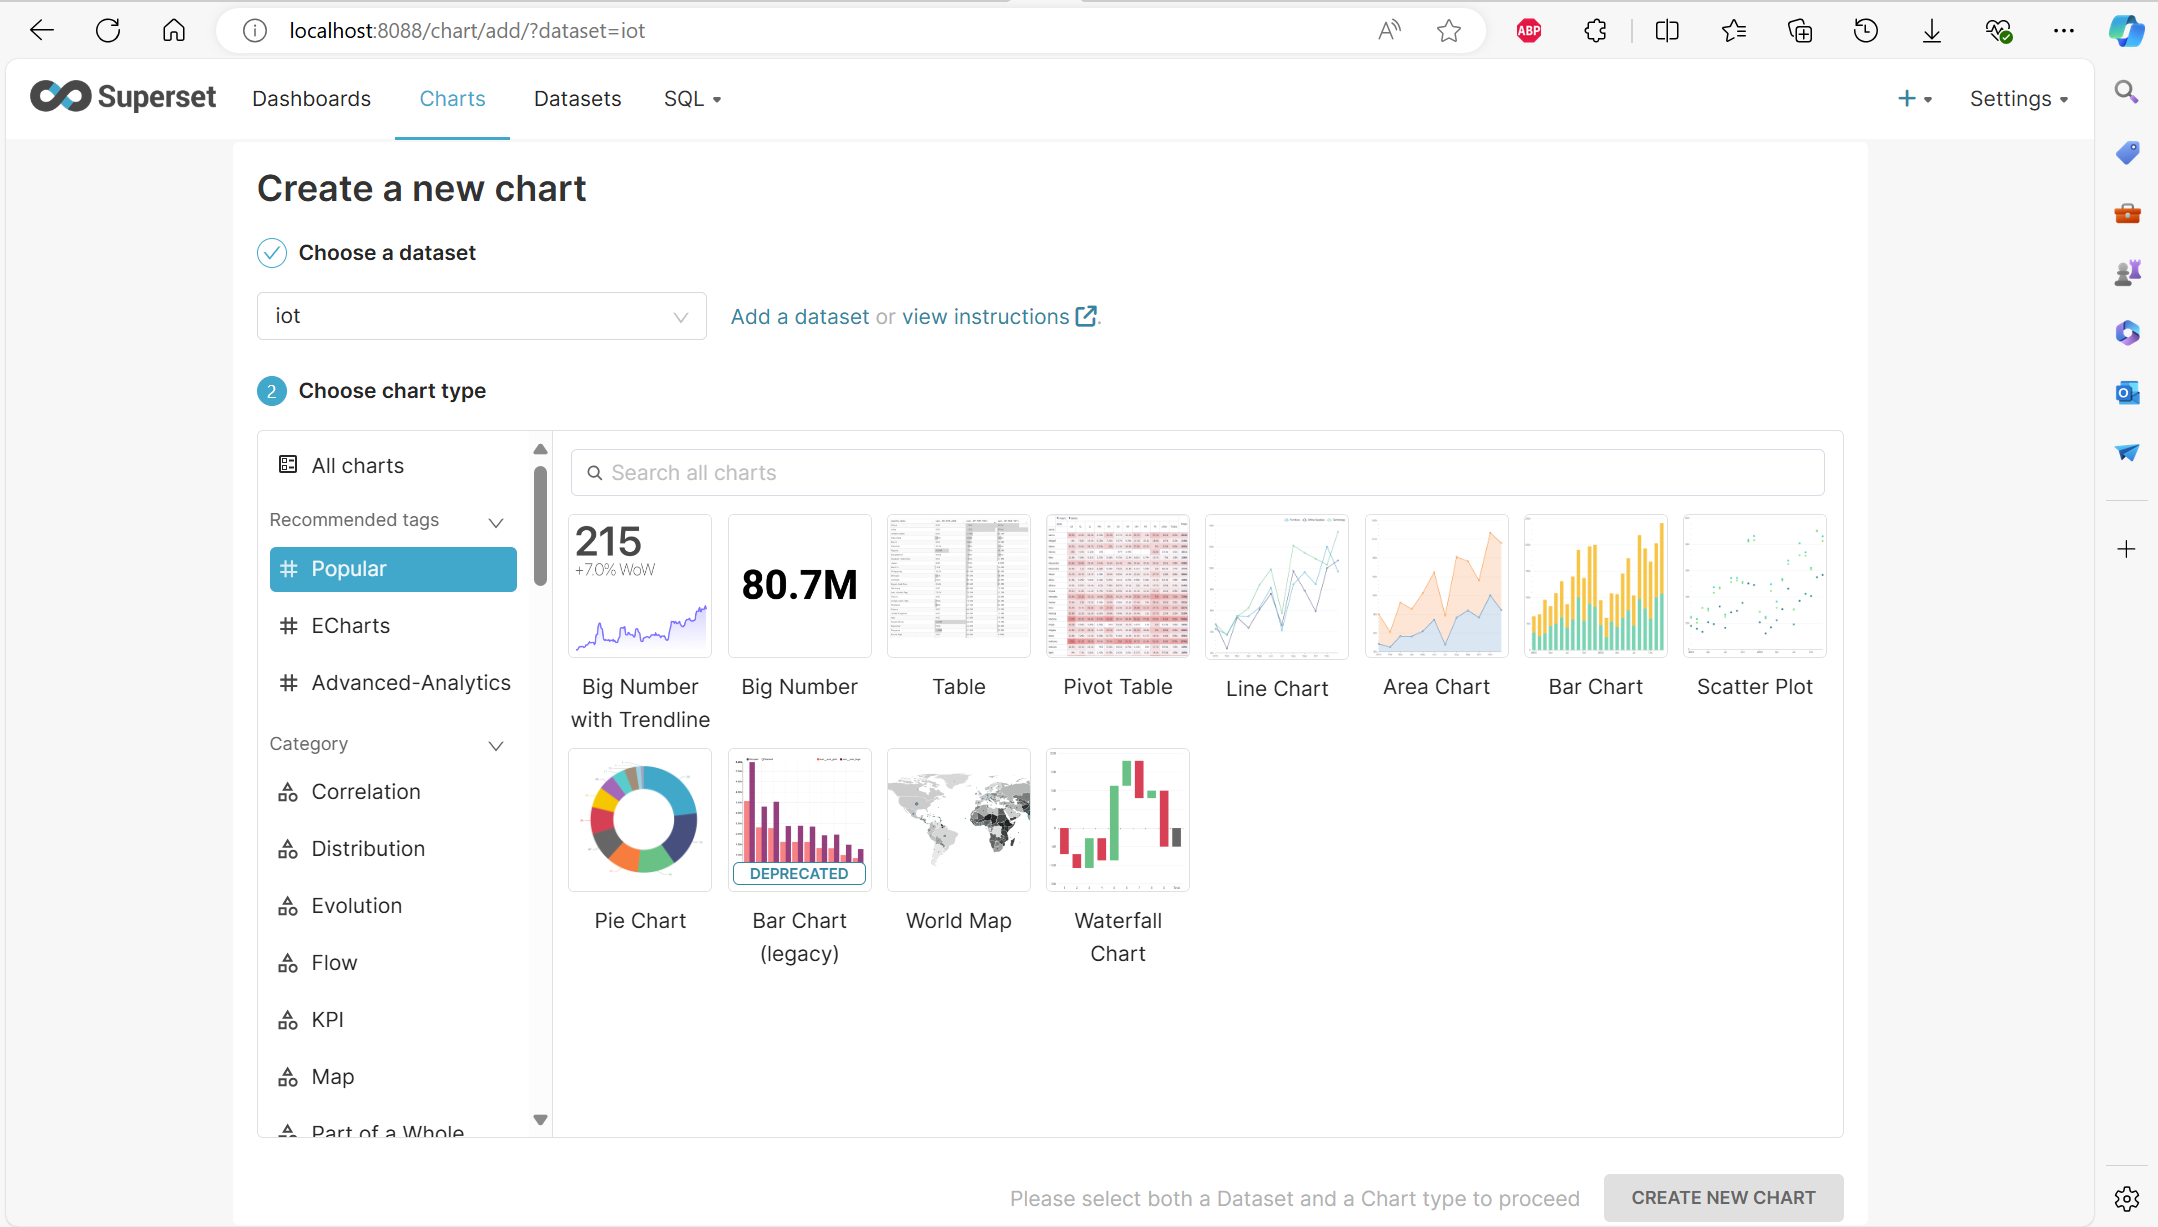 localhost:8088/chart/add/?dataset=iot
ABP
Superset
Dashboards
Charts
Datasets
SQL
Settings
Create a new chart
Choose a dataset
iot
Add a dataset or view instructions .
2 Choose chart type
All charts
Search all charts
Recommended tags
Popular
ECharts
Advanced-Analytics
Category
Correlation
Distribution
Evolution
Flow
KPI
Map
Part of a Whole
215
+7.0% WoW
80.7M
Big Number
with Trendline
Big Number
Table
Pivot Table
Line Chart
Area Chart
Bar Chart
Scatter Plot
DEPRECATED
Pie Chart
Bar Chart
(legacy)
World Map
Waterfall
Chart
Please select both a Dataset and a Chart type to proceed
CREATE NEW CHART